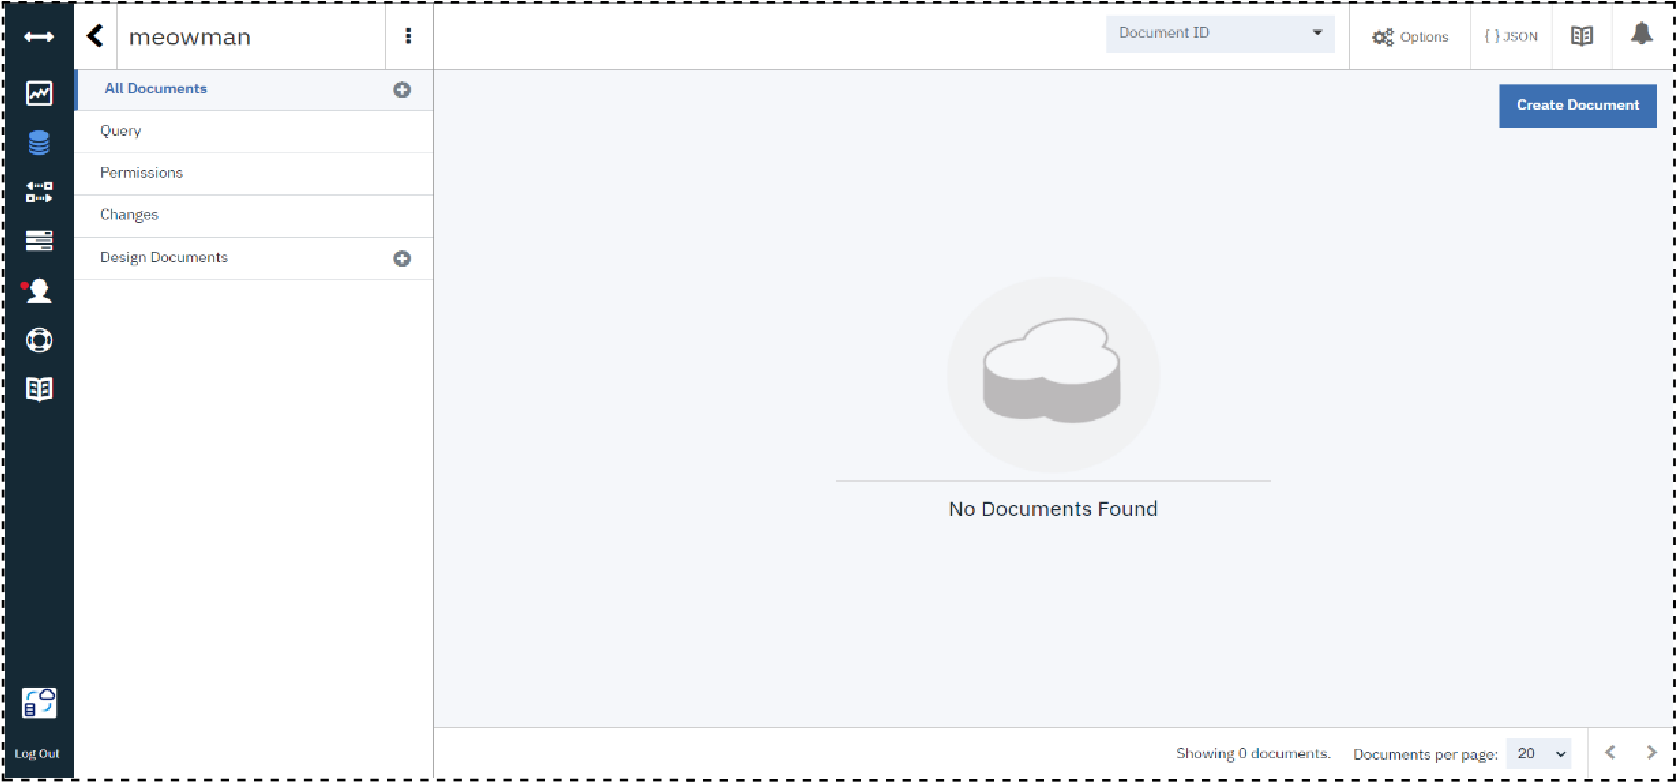 meowman
Document ID
Options
{ } JSON
All Documents
Create Document
Query
Permissions
Changes
Design Documents
No Documents Found
Log Out
Showing 0 documents.
Documents per page: 20